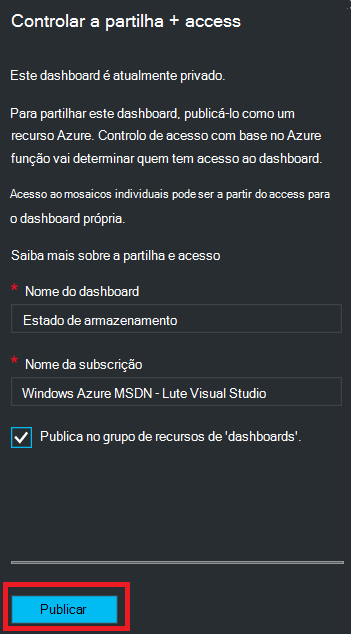 Controlar a partilha + access
Este dashboard é atualmente privado.
Para partilhar este dashboard, publicá-lo como um
recurso Azure. Controlo de acesso com base no Azure
função vai determinar quem tem acesso ao dashboard.
Acesso ao mosaicos individuais pode ser a partir do access para
o dashboard própria.
Saiba mais sobre a partilha e acesso
* Nome do dashboard
Estado de armazenamento
* Nome da subscrição
Windows Azure MSDN - Lute Visual Studio
Publica no grupo de recursos de 'dashboards'.
Publicar